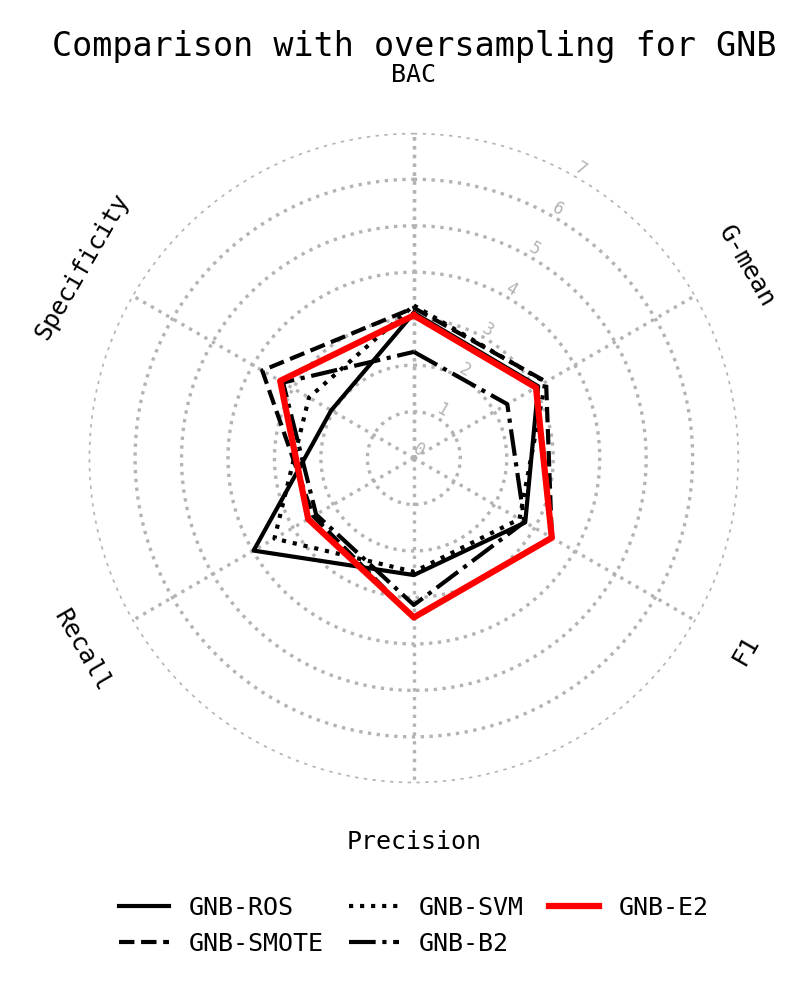 Comparison with oversampling for GNB
BAC
Specificity
G-mean
7
6
5
4
3
2
1
0
Recall
F1
Precision
GNB-ROS
GNB-SVM
GNB-E2
GNB-SMOTE
GNB-B2